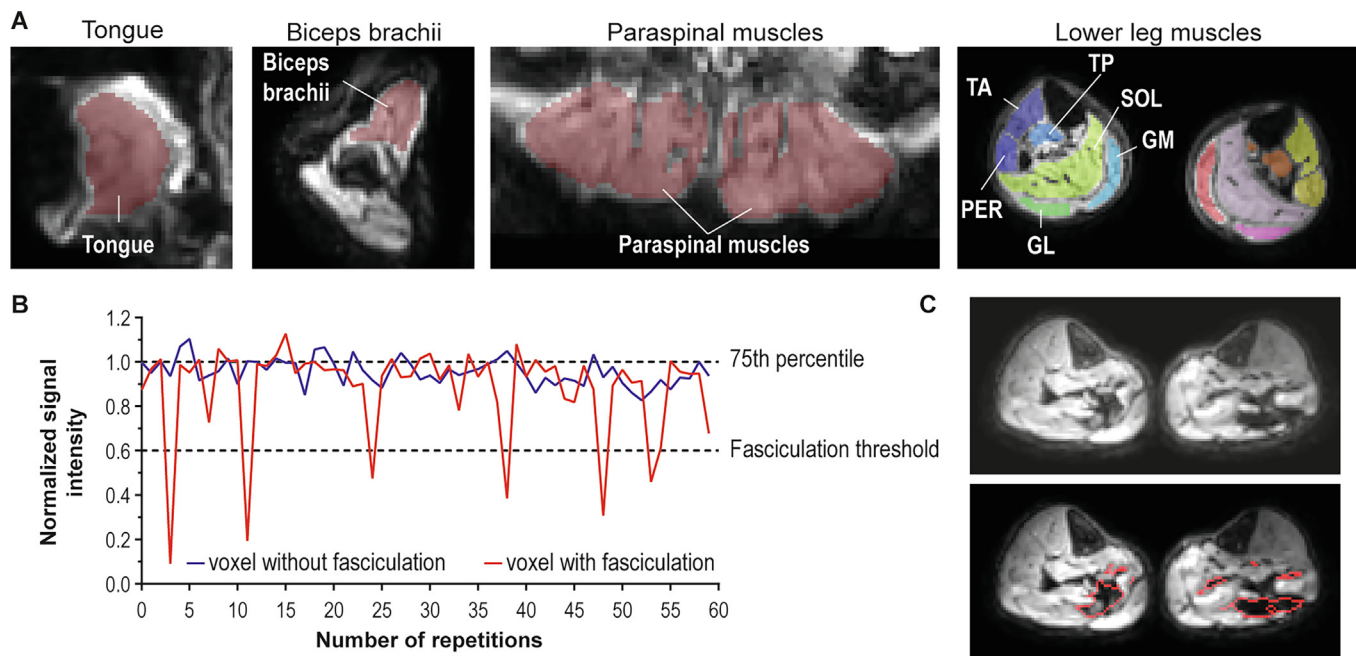 A
Tongue
Biceps brachii
Paraspinal muscles
Lower leg muscles
Tongue
Biceps
brachii
Paraspinal muscles
TA
TP
SOL
GM
PER
GL
B
Normalized signal
intensity
1.2
1.0
0.8
0.6
0.4
0.2
0.0
75th percentile
Fasciculation threshold
voxel without fasciculation
voxel with fasciculation
0 5 10 15 20 25 30 35 40 45 50 55 60
Number of repetitions
C